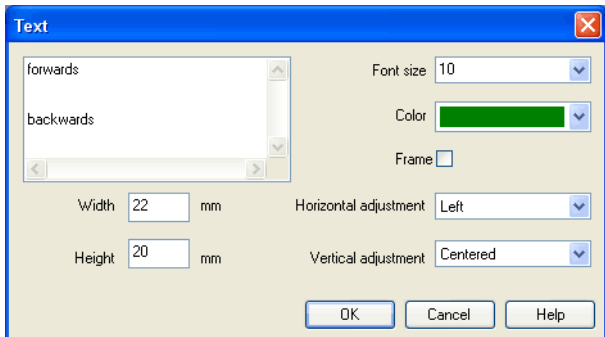 Text
forwards
backwards
Font size 10
Color
Frame
Width 22 mm
Horizontal adjustment Left
Height 20 mm
Vertical adjustment Centered
OK Cancel Help